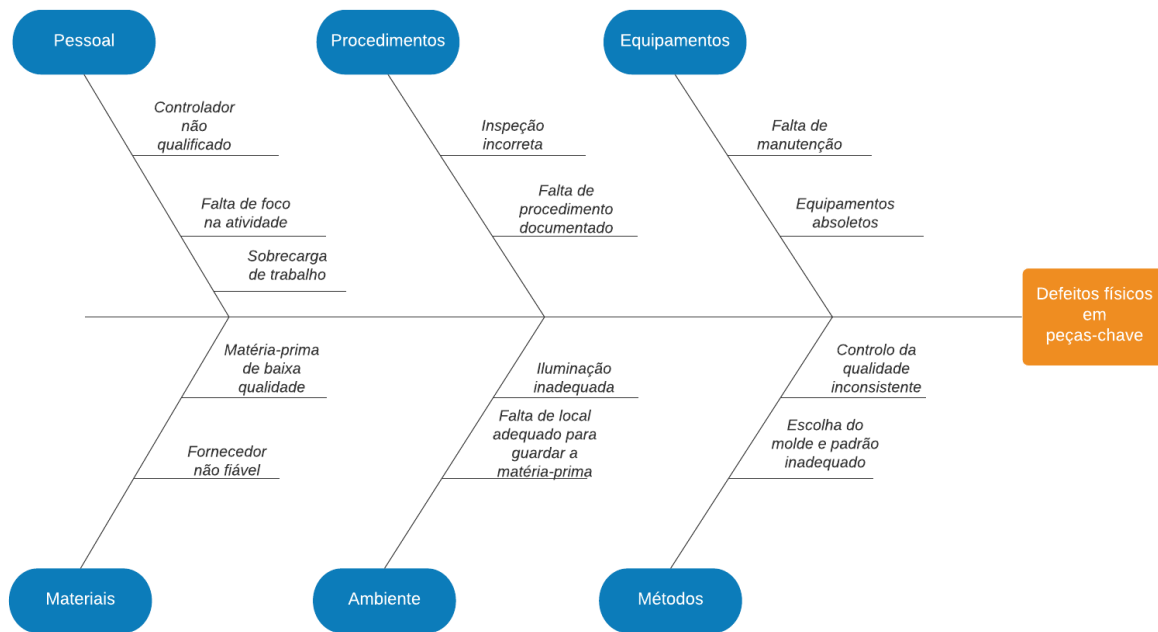 Pessoal
Procedimentos
Equipamentos
Controlador
não
qualificado
Inspeção
incorreta
Falta de
manutenção
Falta de foco
na atividade
Falta de
procedimento
documentado
Equipamentos
absoletos
Sobrecarga
de trabalho
Defeitos físicos
em
peças-chave
Matéria-prima
de baixa
qualidade
Iluminação
inadequada
Controlo da
qualidade
inconsistente
Fornecedor
não fiável
Falta de local
adequado para
guardar a
matéria-prima
Escolha do
molde e padrão
inadequado
Materiais
Ambiente
Métodos